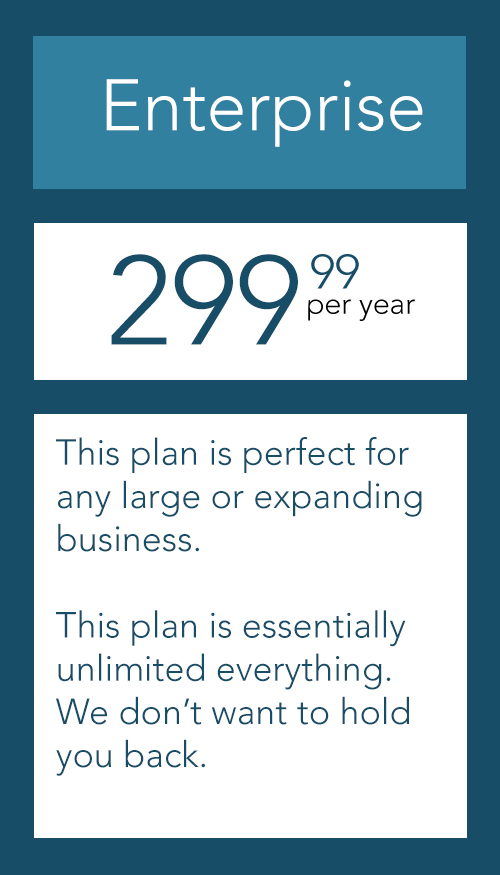 Enterprise
299 99
per year
This plan is perfect for
any large or expanding
business.
This plan is essentially
unlimited everything.
We don’t want to hold
you back.